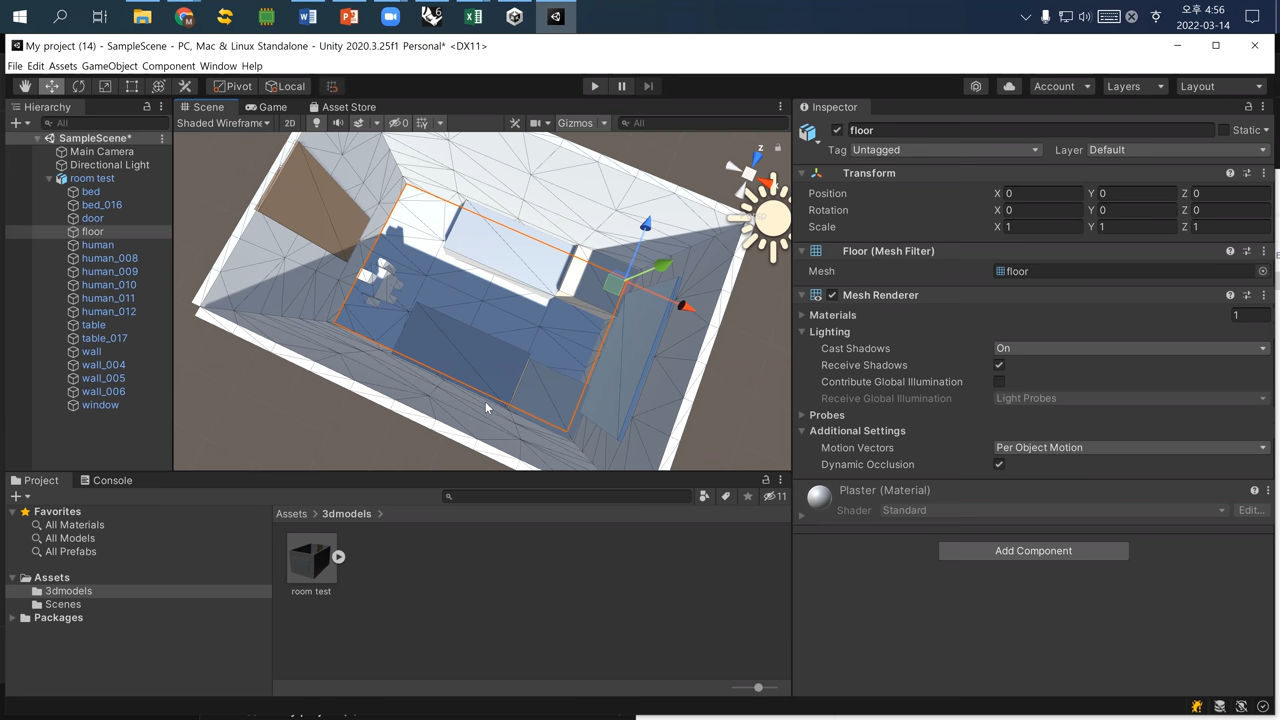 오후 4:56
2022-03-14
My project (14) - SampleScene - PC, Mac & Linux Standalone - Unity 2020.3.25f1 Personal* <DX11>
File Edit Assets GameObject Component Window Help
Pivot Local Account Layers Layout
Hierarchy
All
SampleScene*
Main Camera
Directional Light
room test
bed
bed_016
door
floor
human
human_008
human_009
human_010
human_011
human_012
table
table_017
wall
wall_004
wall_005
wall_006
window
Scene Game Asset Store
Shaded Wireframe 2D 0 Gizmos All
z
Inspector
floor Static
Tag Untagged Layer Default
Transform
Position X 0 Y 0 Z 0
Rotation X 0 Y 0 Z 0
Scale X 1 Y 1 Z 1
Floor (Mesh Filter)
Mesh floor
Mesh Renderer
Materials 1
Lighting
Cast Shadows On
Receive Shadows
Contribute Global Illumination
Receive Global Illumination Light Probes
Probes
Additional Settings
Motion Vectors Per Object Motion
Dynamic Occlusion
Plaster (Material)
Shader Standard Edit...
Add Component
Project Console
11
Favorites
All Materials
All Models
All Prefabs
Assets
3dmodels
Scenes
Packages
Assets > 3dmodels >
room test